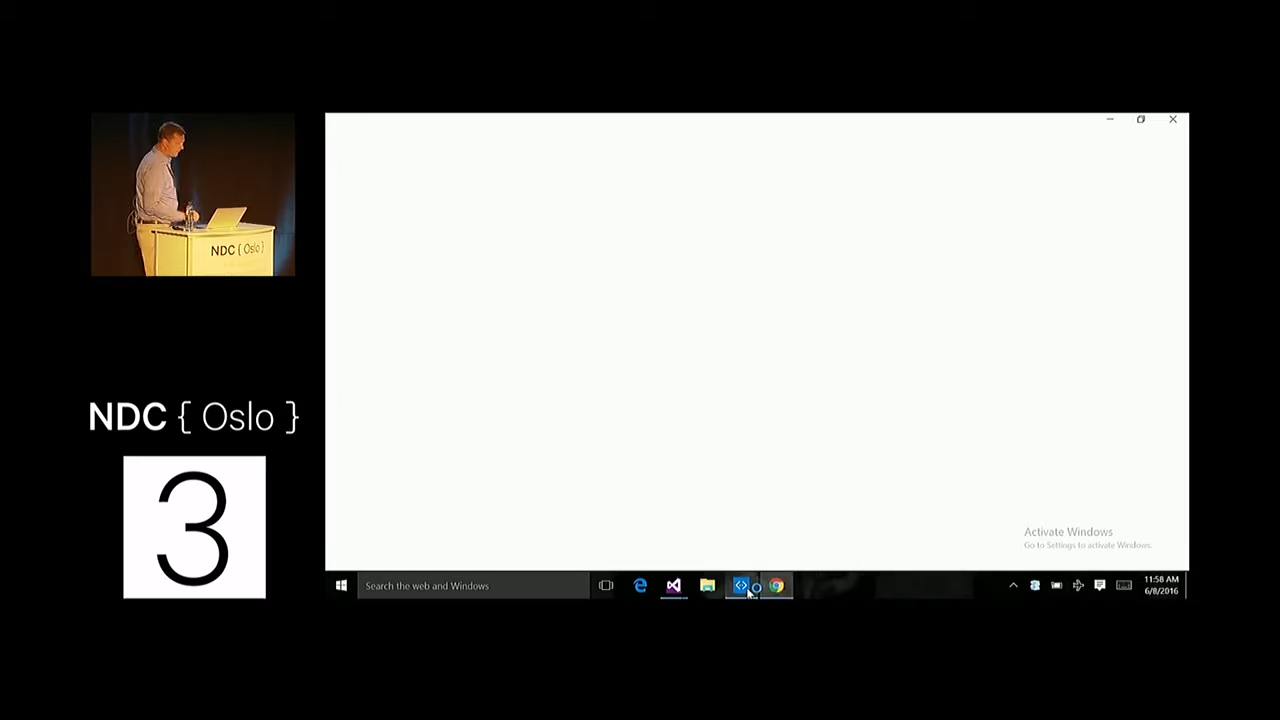 NDC { Oslo }
NDC { Oslo }
3
Activate Windows
Go to Settings to activate Windows.
Search the web and Windows
11:58 AM
6/8/2016